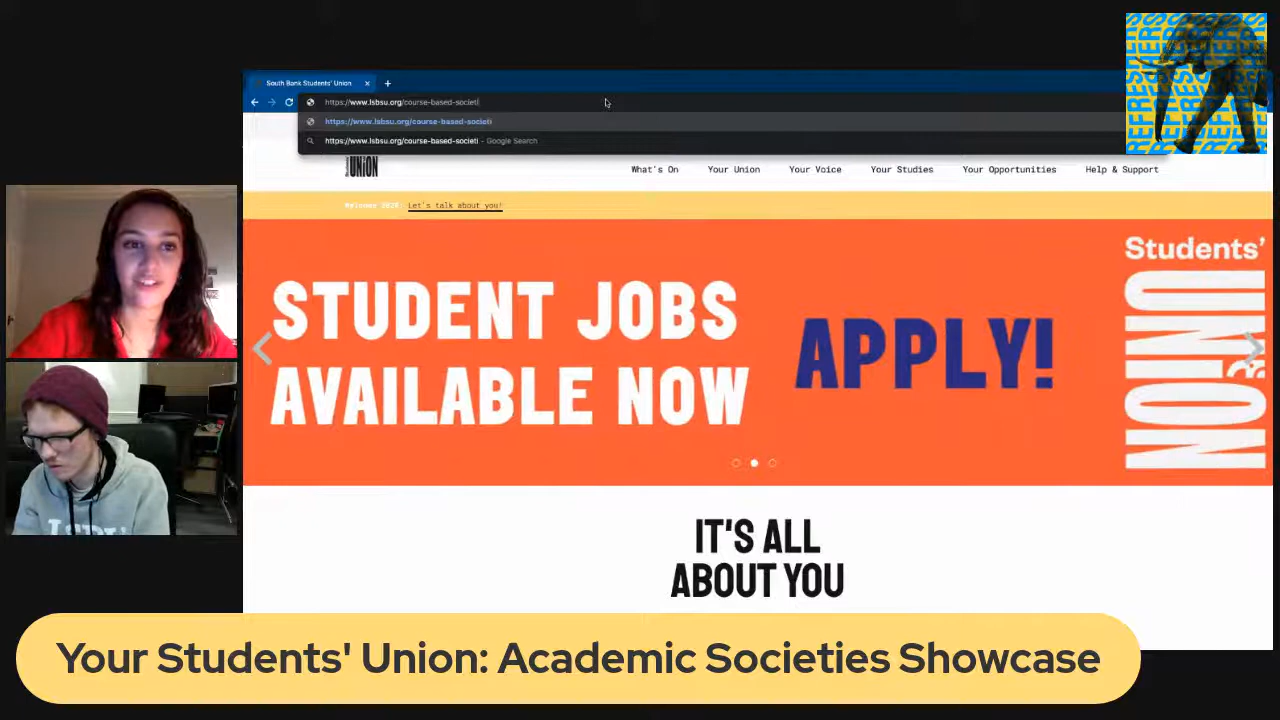 REFRESHERS
South Bank Students' Union
https://www.lsbsu.org/course-based-societi
https://www.lsbsu.org/course-based-societi
https://www.lsbsu.org/course-based-societi - Google Search
UNION
What's On
Your Union
Your Voice
Your Studies
Your Opportunities
Help & Support
Let's talk about you!
STUDENT JOBS
AVAILABLE NOW
APPLY!
Students'
UNION
IT'S ALL
ABOUT YOU
Your Students' Union: Academic Societies Showcase